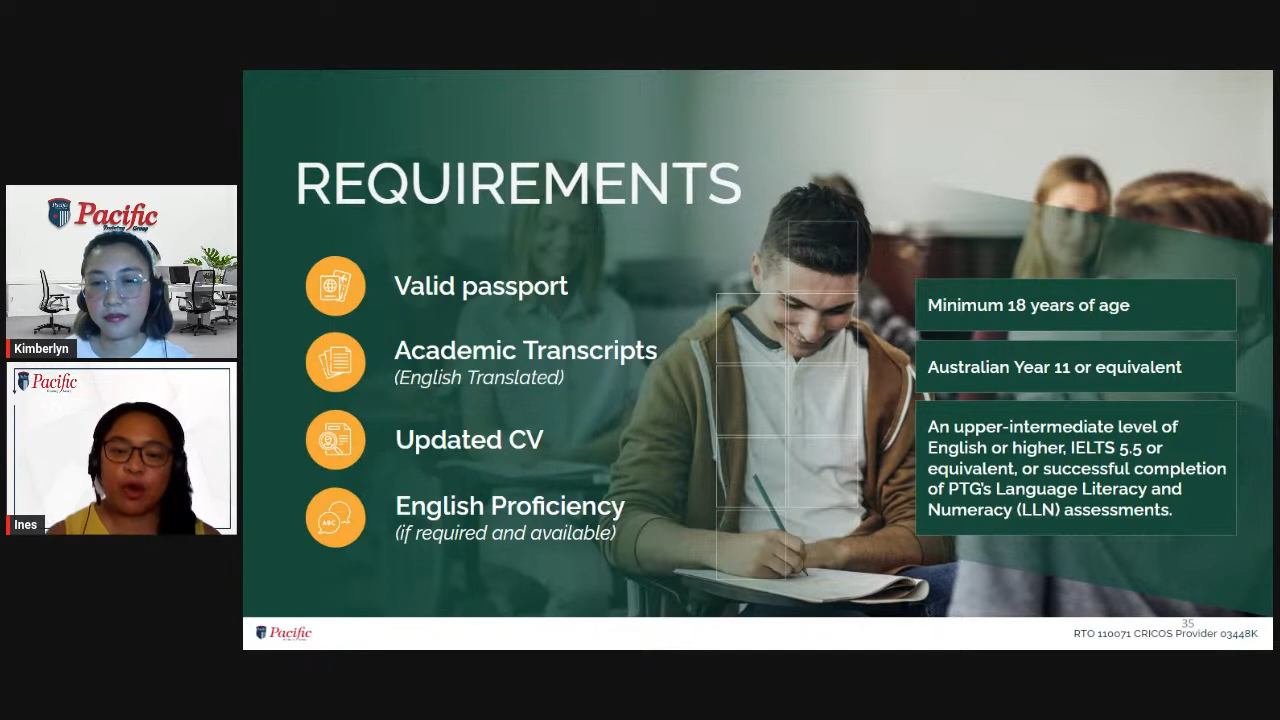 REQUIREMENTS
Valid passport
Academic Transcripts
(English Translated)
Updated CV
ABC
English Proficiency
(if required and available)
Minimum 18 years of age
Australian Year 11 or equivalent
An upper-intermediate level of
English or higher, IELTS 5.5 or
equivalent, or successful completion
of PTG's Language Literacy and
Numeracy (LLN) assessments.
Pacific
Training Group
Kimberlyn
Pacific
Ines
Pacific
35
RTO 110071 CRICOS Provider 03448K